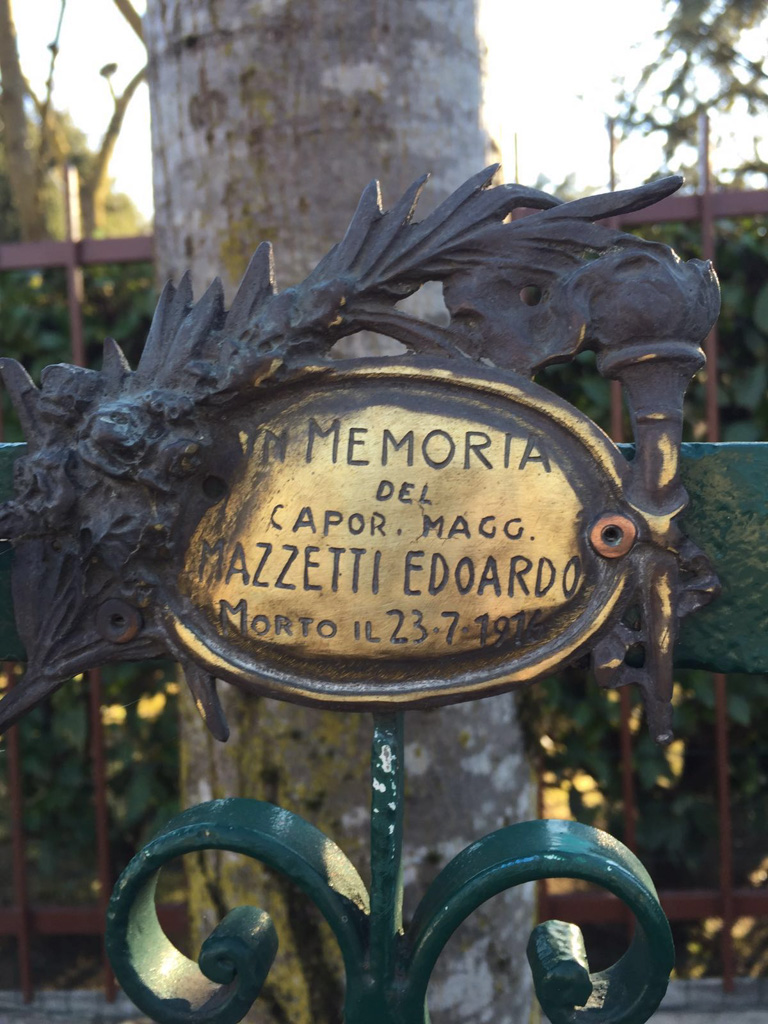 IN MEMORIA
DEL
CAPOR. MAGG.
MAZZETTI EDOARDO
MORTO IL 23·7·1916